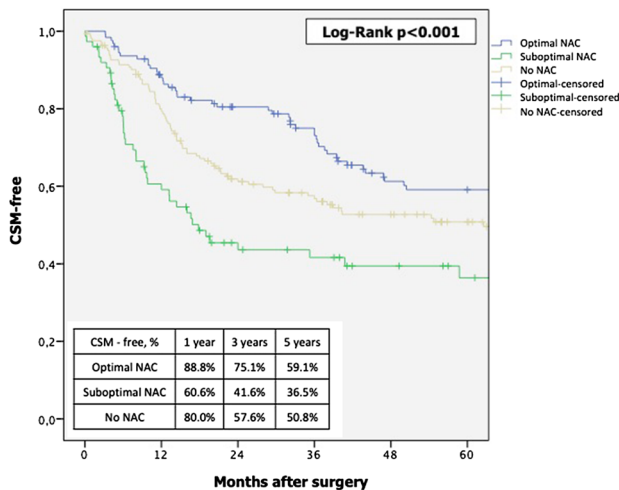 Log-Rank p<0.001
Optimal NAC
Suboptimal NAC
No NAC
Optimal-censored
Suboptimal-censored
No NAC-censored
CSM-free
1,0
0,8
0,6
0,4
0,2
0,0
CSM - free, % 1 year 3 years 5 years
Optimal NAC 88.8% 75.1% 59.1%
Suboptimal NAC 60.6% 41.6% 36.5%
No NAC 80.0% 57.6% 50.8%
0 12 24 36 48 60
Months after surgery